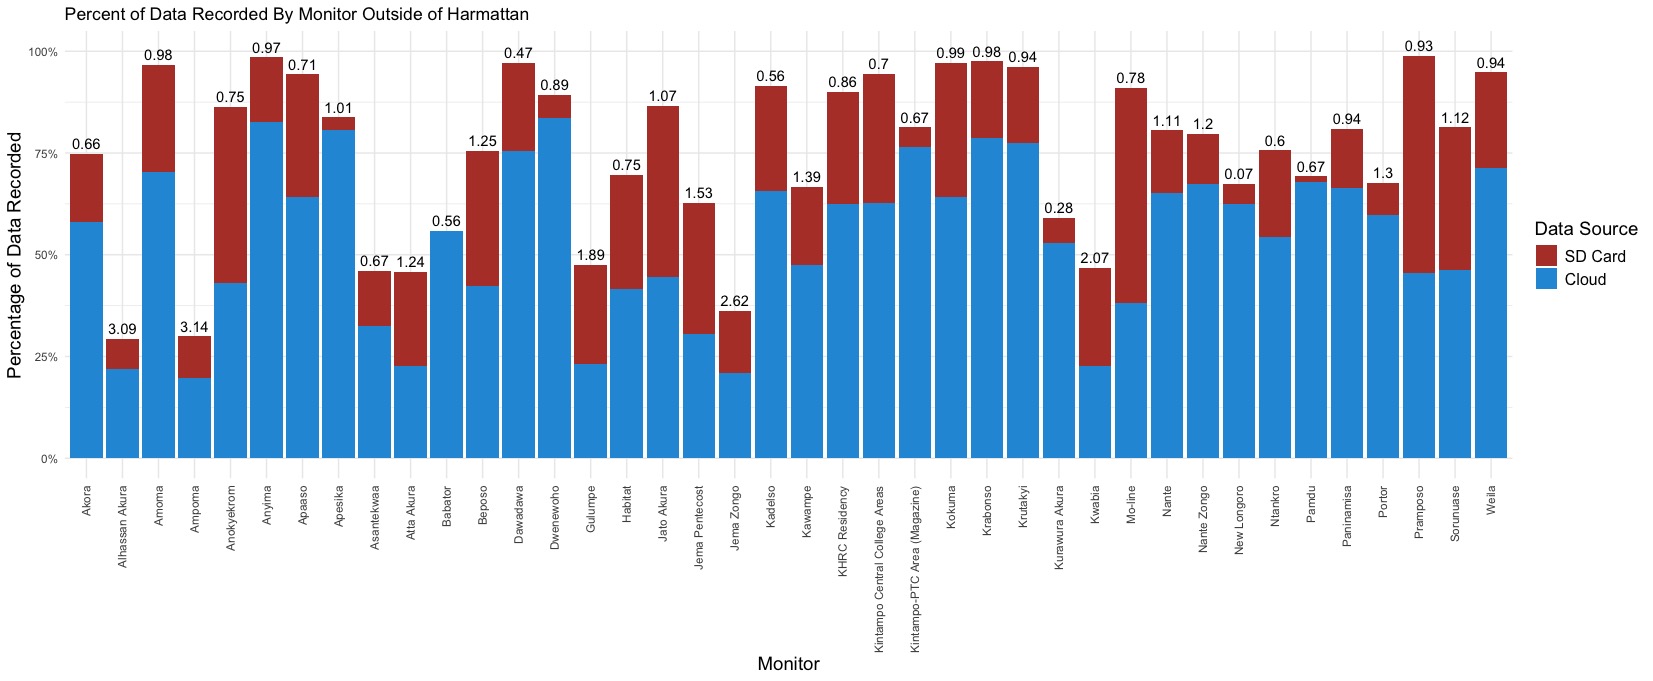 Percent of Data Recorded By Monitor Outside of Harmattan
Percentage of Data Recorded
100%
75%
50%
25%
0%
0.66
3.09
0.98
3.14
0.75
0.97
0.71
1.01
0.67
1.24
0.56
1.25
0.47
0.89
1.89
0.75
1.07
1.53
2.62
0.56
1.39
0.86
0.7
0.67
0.99
0.98
0.94
0.28
2.07
0.78
1.11
1.2
0.07
0.6
0.67
0.94
1.3
0.93
1.12
0.94
Akora
Alhassan Akura
Amoma
Ampoma
Anokyekrom
Anyima
Apaaso
Apesika
Asantekwaa
Atta Akura
Babator
Beposo
Dawadawa
Dwenewoho
Gulumpe
Habitat
Jato Akura
Jema Pentecost
Jema Zongo
Kadelso
Kawampe
KHRC Residency
Kintampo Central College Areas
Kintampo-PTC Area (Magazine)
Kokuma
Krabonso
Krutakyi
Kurawura Akura
Kwabia
Mo-line
Nante
Nante Zongo
New Longoro
Ntankro
Pamdu
Paninamisa
Portor
Pramposo
Sorunuase
Weila
Monitor
Data Source
SD Card
Cloud